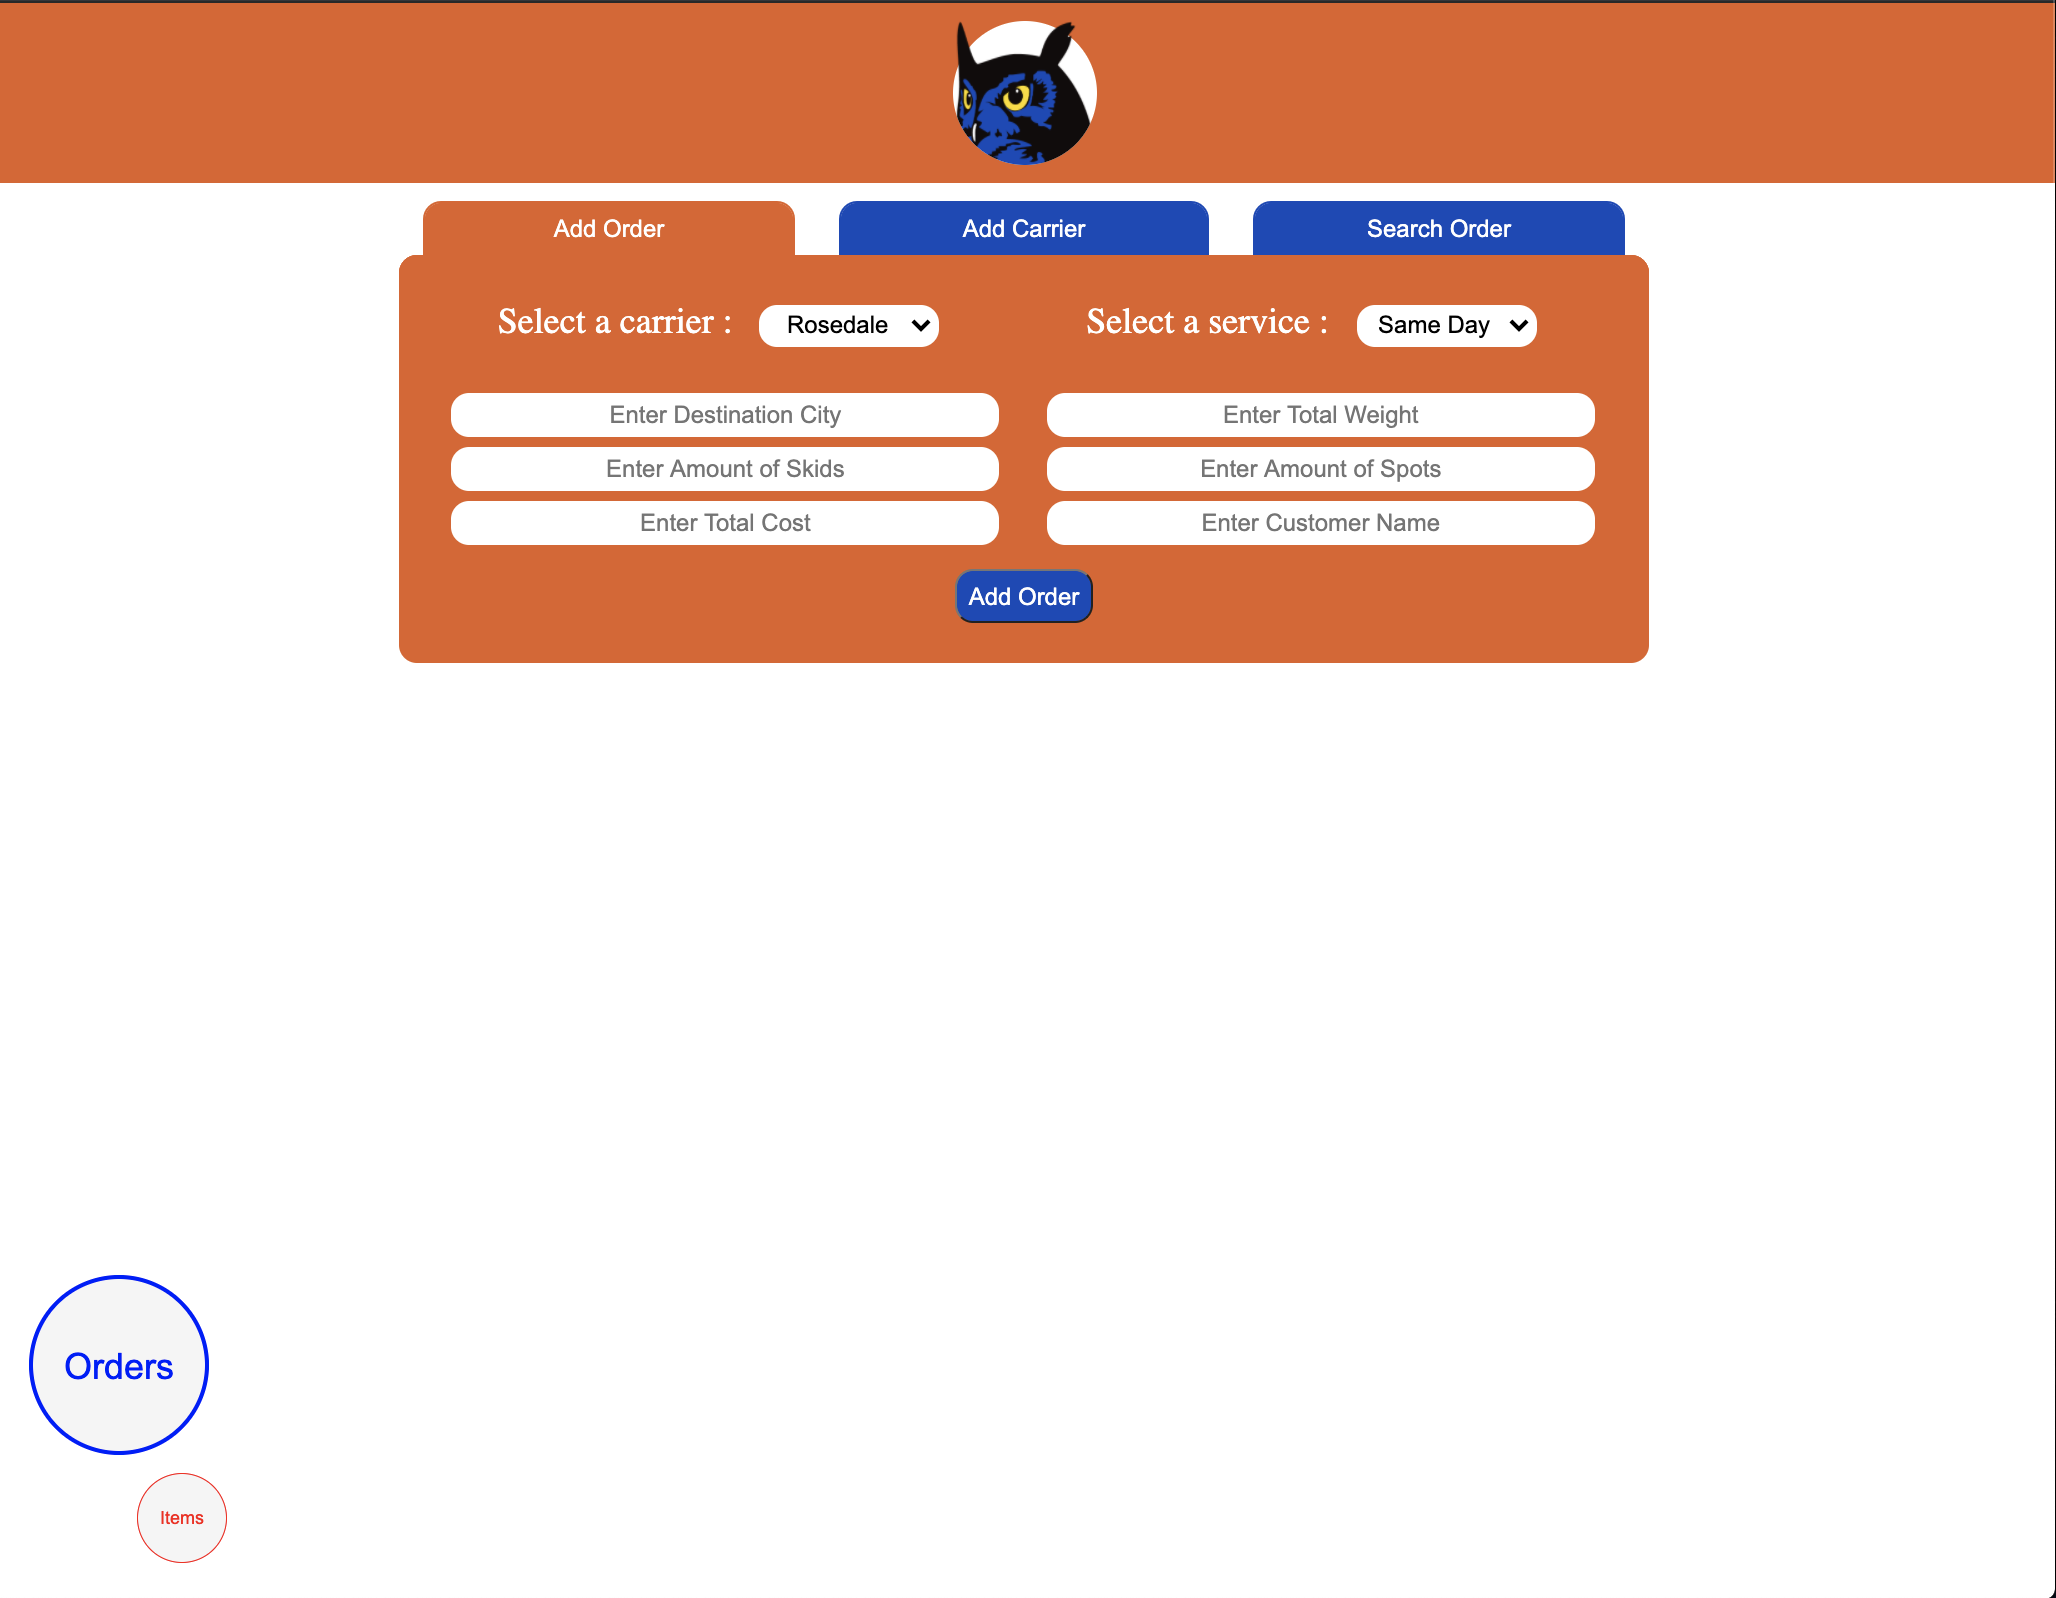 Add Order
Add Carrier
Search Order
Select a carrier :
Rosedale
Select a service :
Same Day
Enter Destination City
Enter Total Weight
Enter Amount of Skids
Enter Amount of Spots
Enter Total Cost
Enter Customer Name
Add Order
Orders
Items